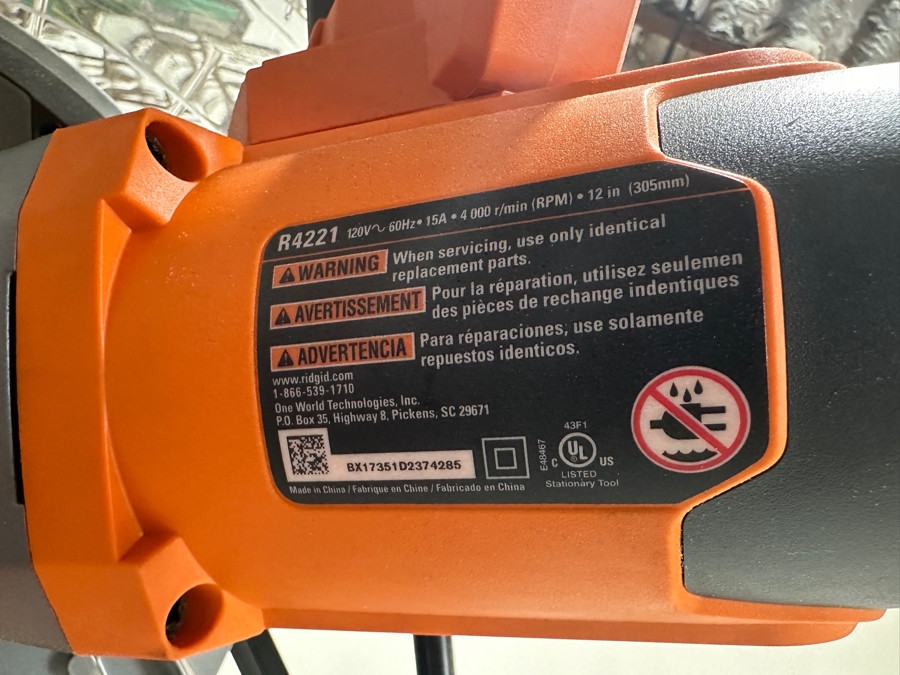 R4221 120V~ 60Hz• 15A • 4 000 r/min (RPM) • 12 in (305mm)
WARNING When servicing, use only identical
replacement parts.
AVERTISSEMENT Pour la réparation, utilisez seulemen
des pièces de rechange indentiques
ADVERTENCIA Para réparaciones, use solamente
repuestos identicos.
www.ridgid.com
1-866-539-1710
One World Technologies, Inc.
P.O. Box 35, Highway 8, Pickens, SC 29671
BX17351D2374285
Made in China / Fabrique en Chine / Fabricado en China
E48467
43F1
C UL US
LISTED
Stationary Tool